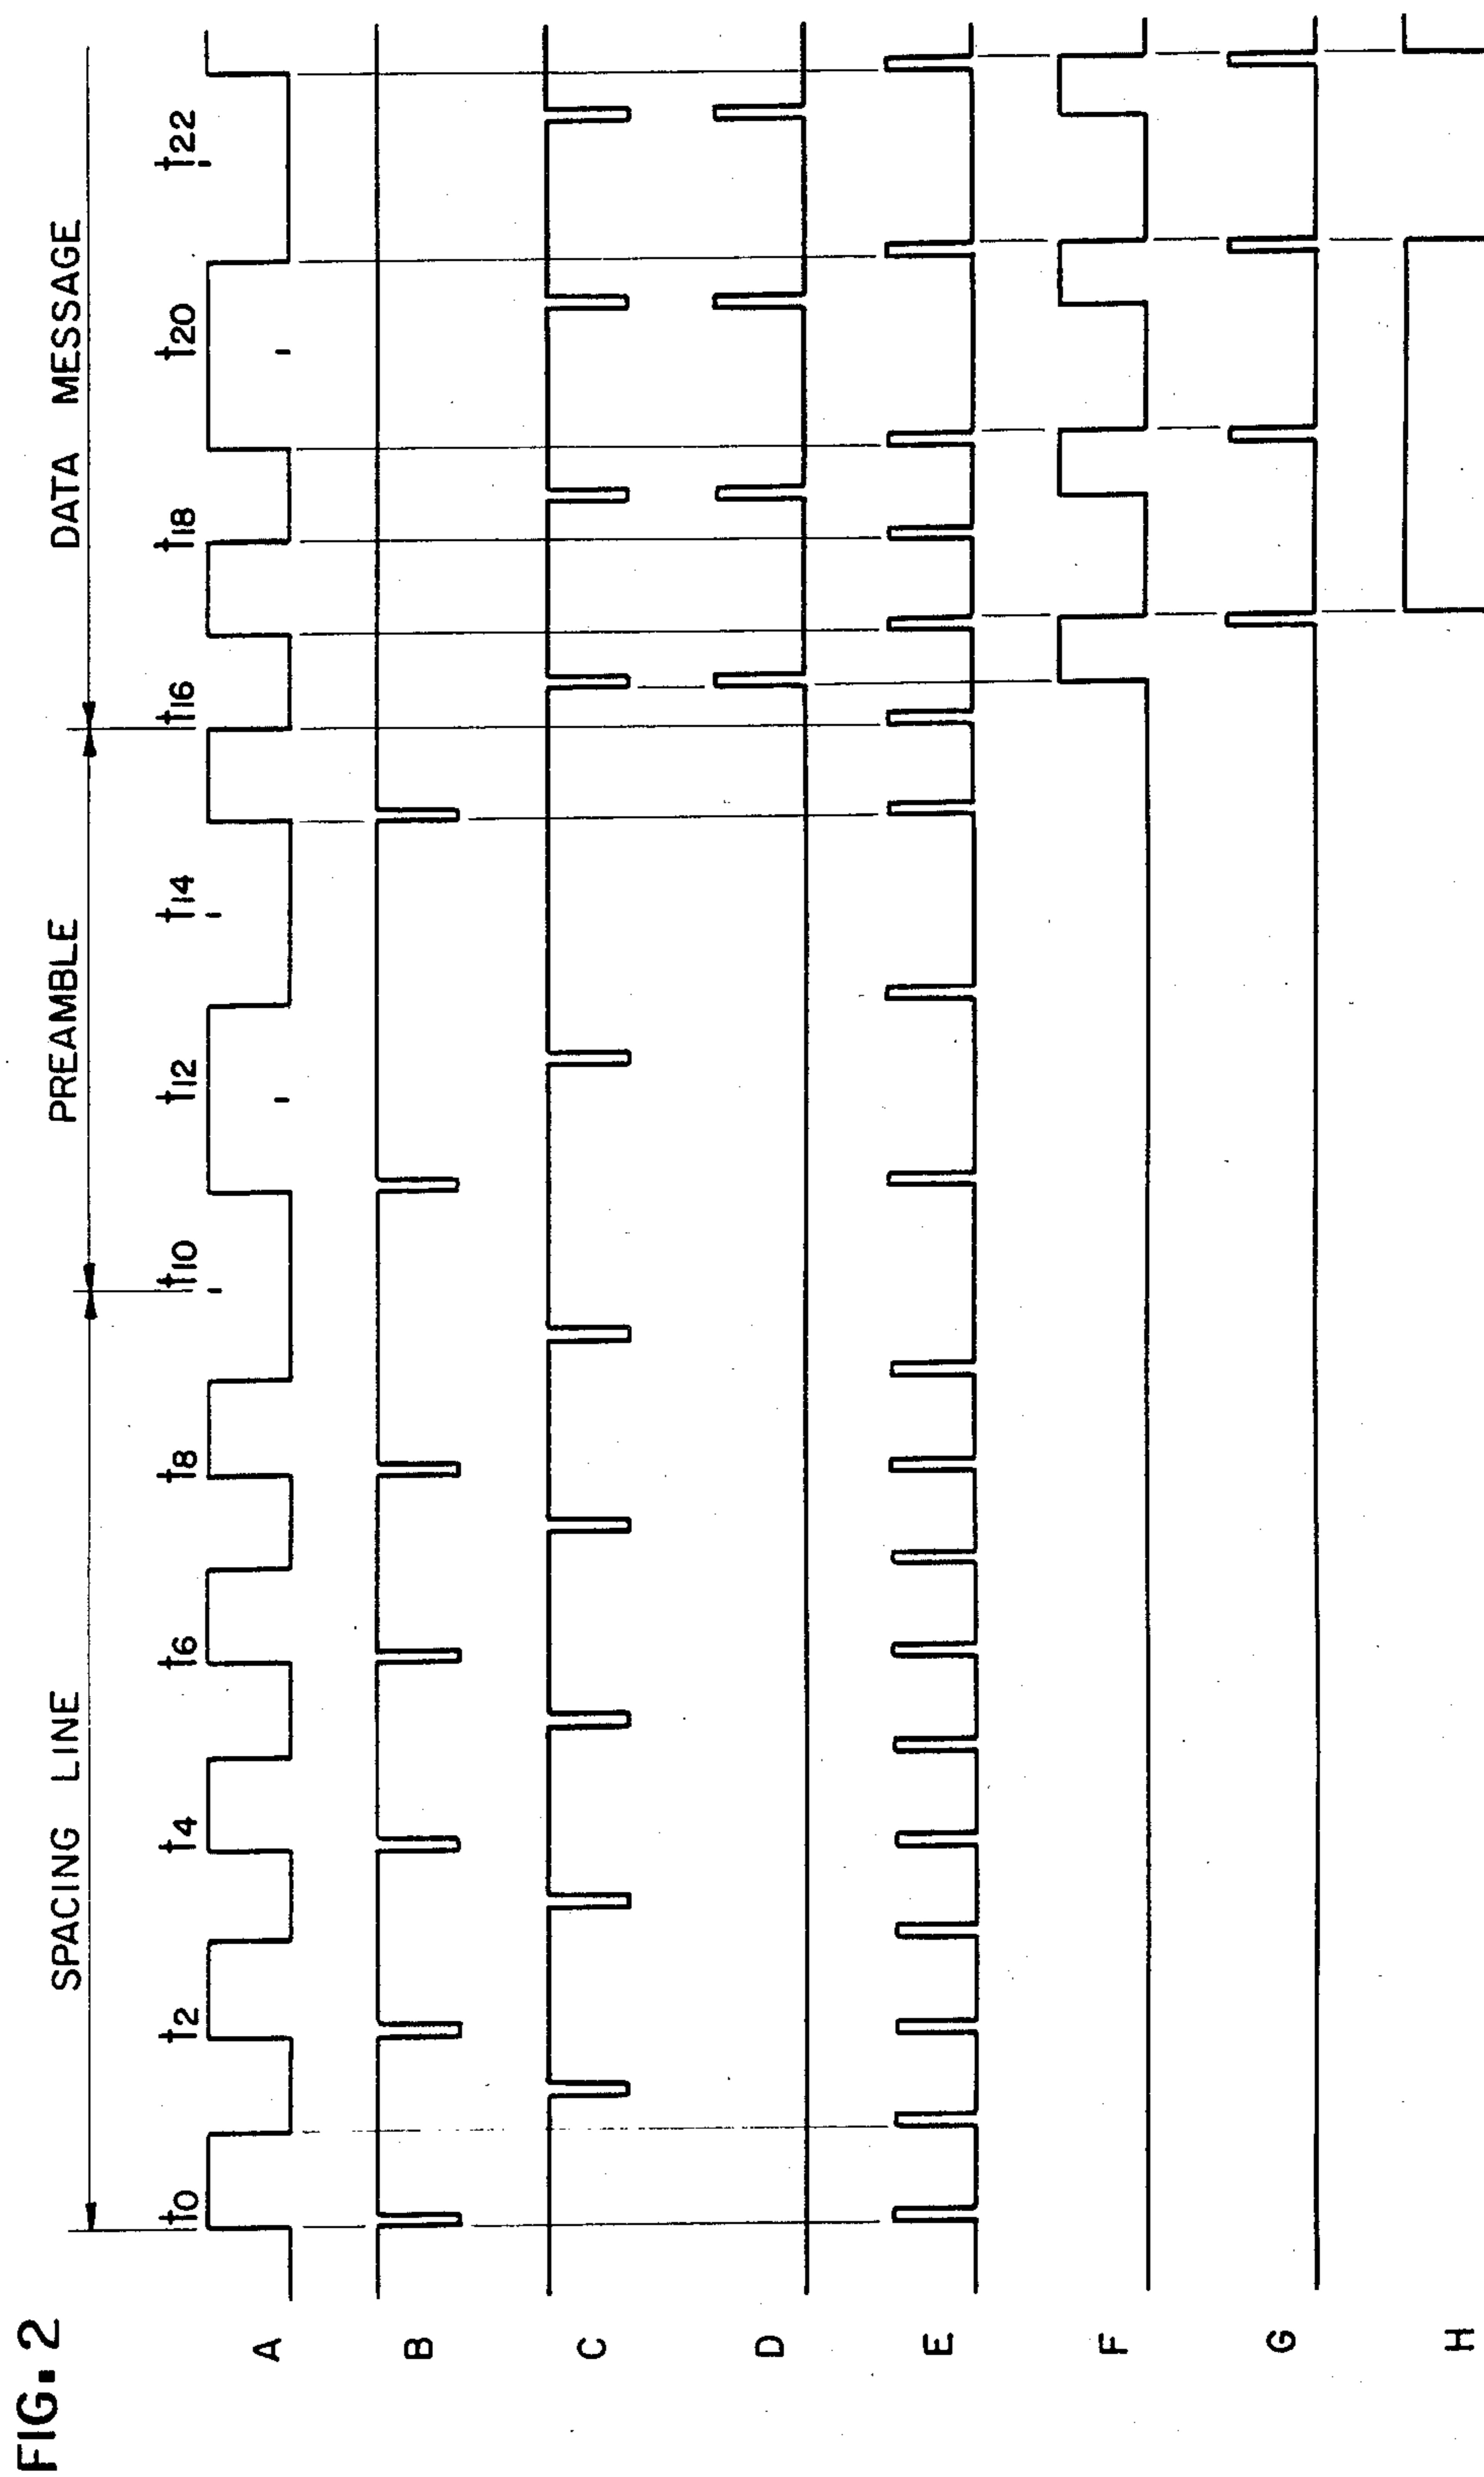 FIG. 2
SPACING LINE PREAMBLE DATA MESSAGE
t0 t2 t4 t6 t8 t10 t12 t14 t16 t18 t20 t22
A
B
C
D
E
F
G
H